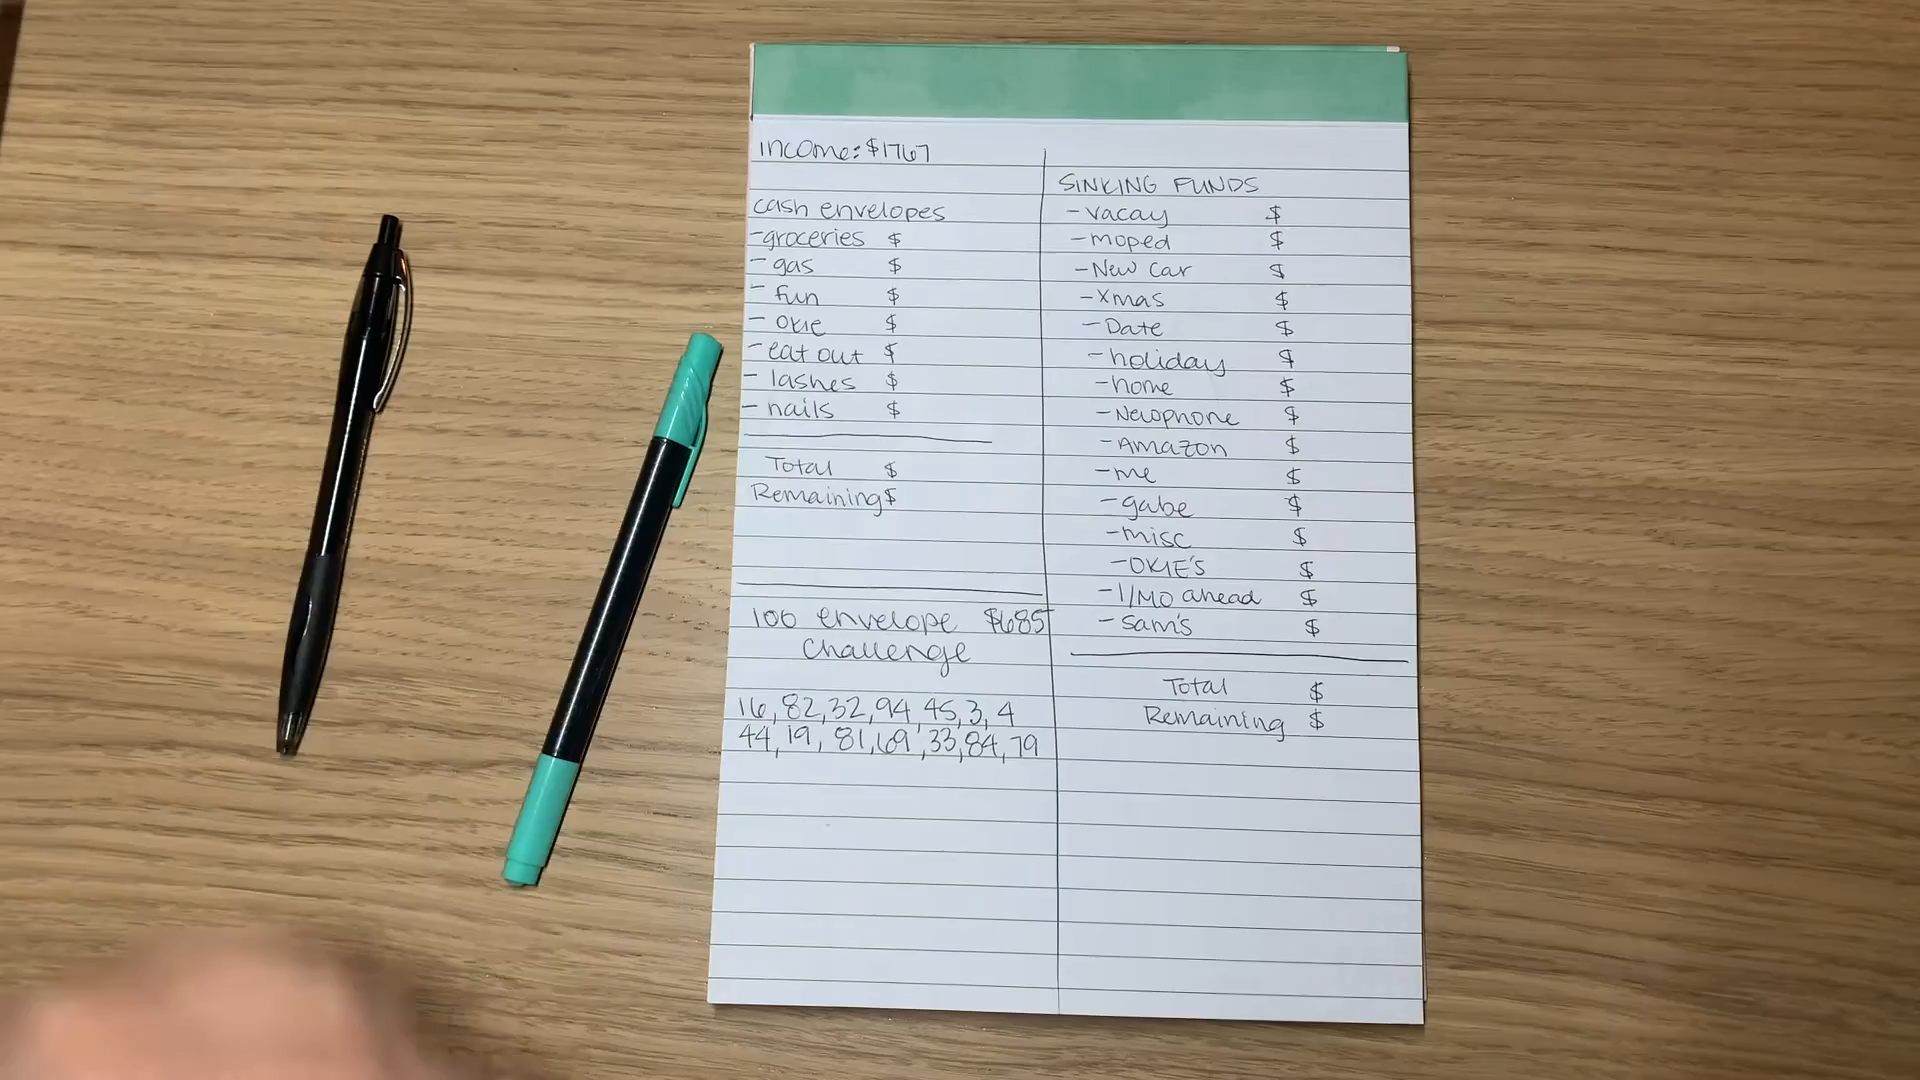 income: $1767
cash envelopes
-groceries $
- gas $
- fun $
- okie $
-eat out $
- lashes $
- nails $
Total $
Remaining $
100 envelope $685
challenge
16, 82, 32, 94, 45, 3, 4
44, 19, 81, 69, 33, 84, 79
SINKING FUNDS
-vacay $
-moped $
-New car $
-xmas $
-Date $
-holiday $
-home $
-Newphone $
-Amazon $
-me $
-gabe $
-misc $
-OKIE'S $
-1/MO ahead $
-Sam's $
Total $
Remaining $